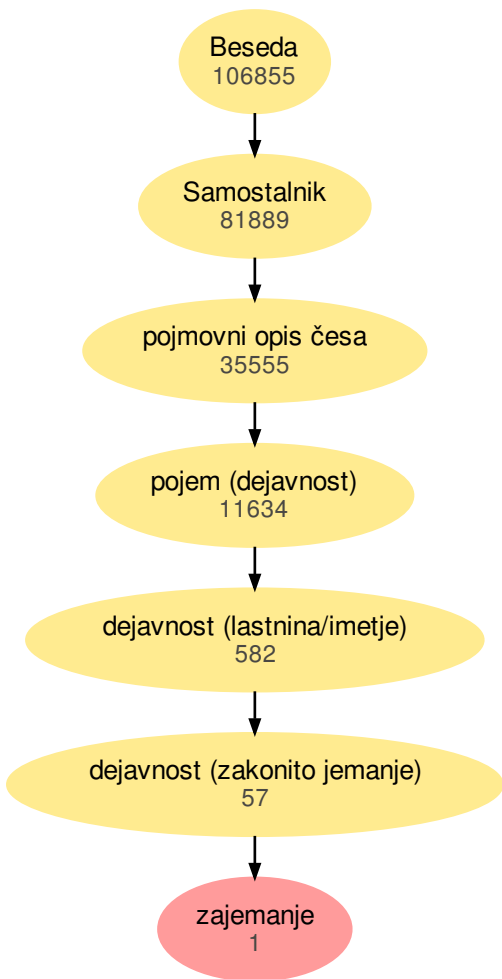 Beseda
106855
Samostalnik
81889
pojmovni opis česa
35555
pojem (dejavnost)
11634
dejavnost (lastnina/imetje)
582
dejavnost (zakonito jemanje)
57
zajemanje
1